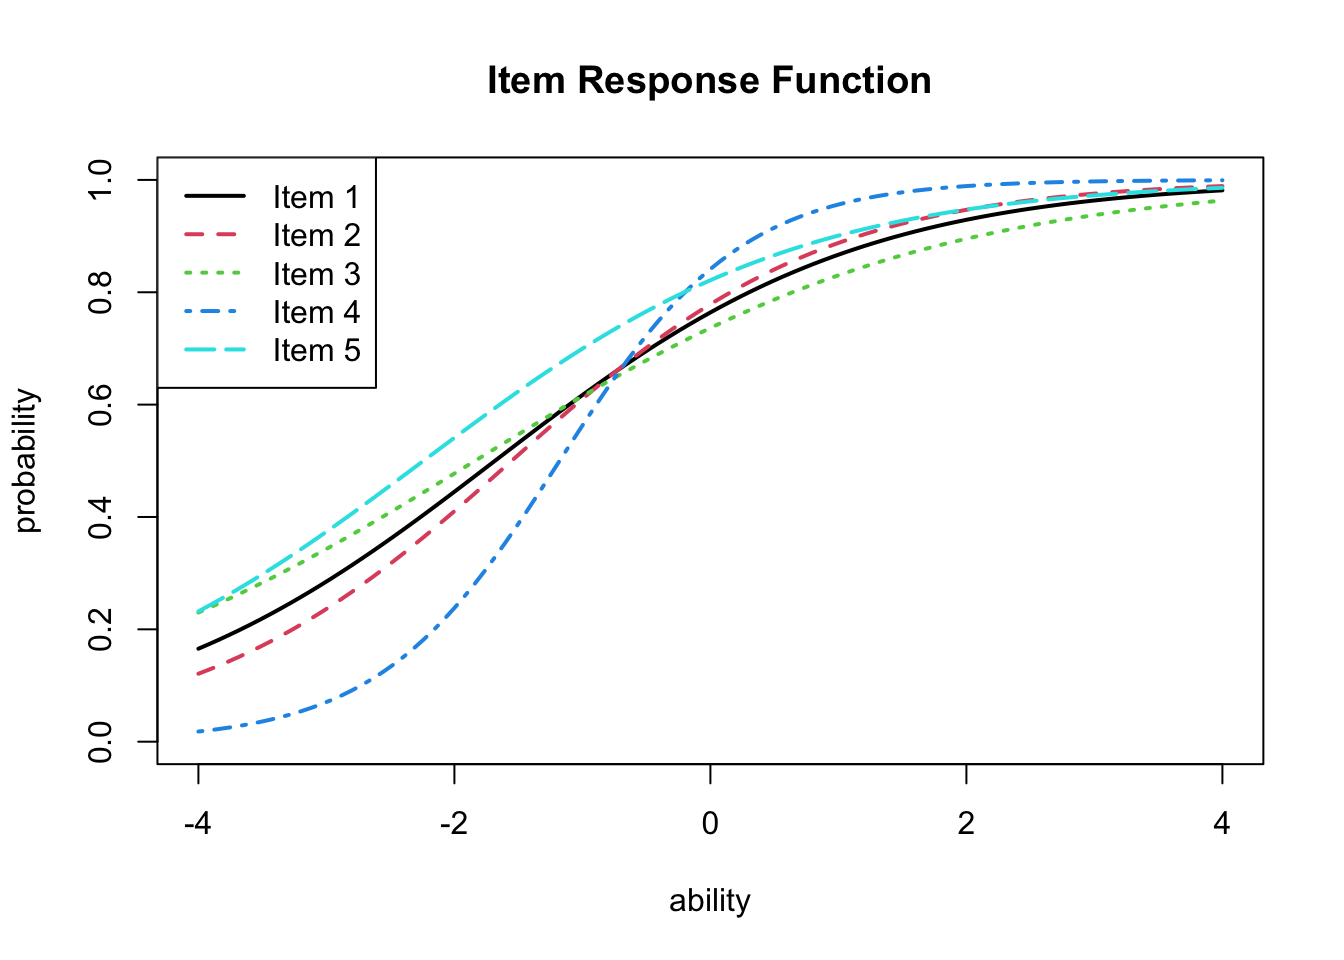 Item Response Function
Item 1
Item 2
Item 3
Item 4
Item 5
probability
1.0
0.8
0.6
0.4
0.2
0.0
-4 -2 0 2 4
ability